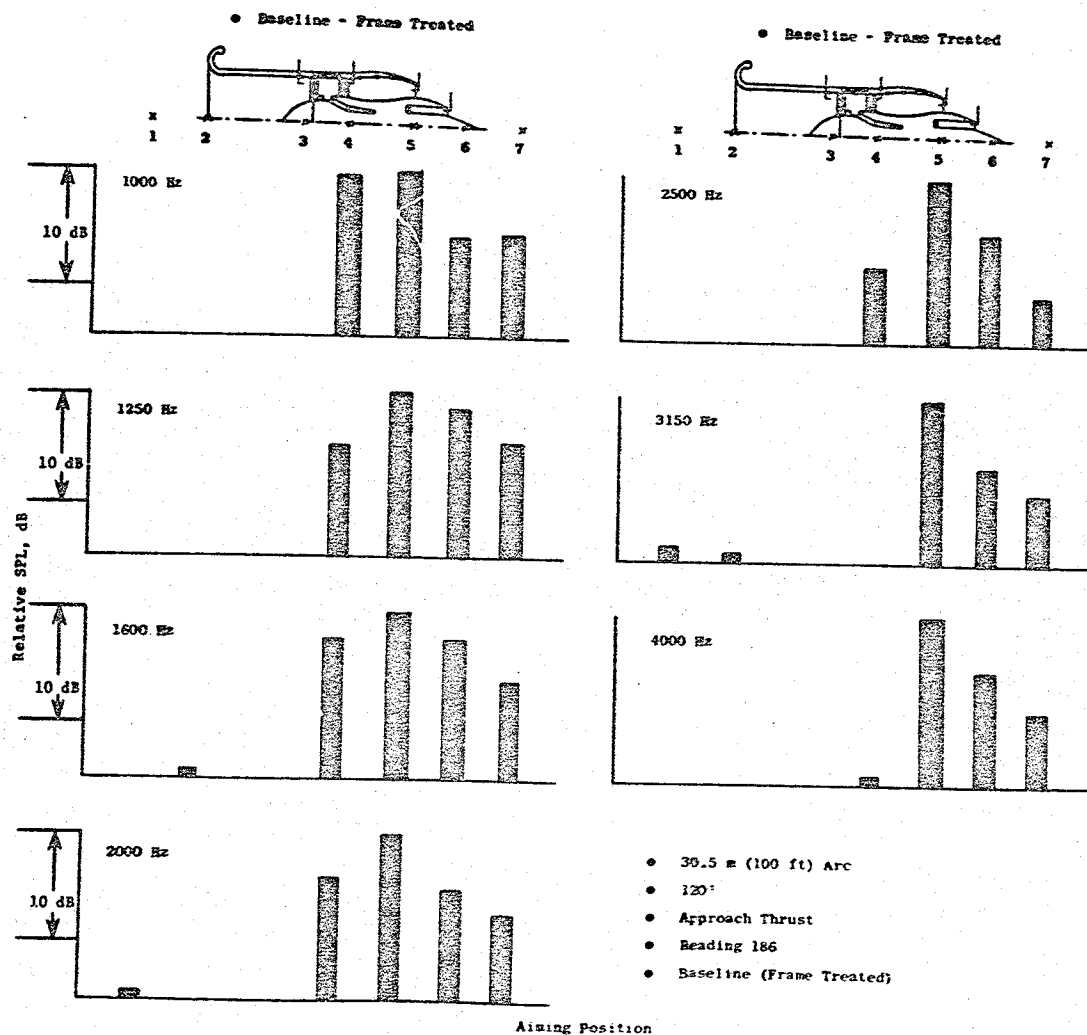 • Baseline - Frame Treated
• Baseline - Frame Treated
1 2 3 4 5 6 7
1 2 3 4 5 6 7
1000 Hz
10 dB
2500 Hz
1250 Hz
10 dB
3150 Hz
Relative SPL, dB
1600 Hz
10 dB
4000 Hz
2000 Hz
10 dB
• 30.5 m (100 ft) Arc
• 120°
• Approach Thrust
• Reading 186
• Baseline (Frame Treated)
Aiming Position